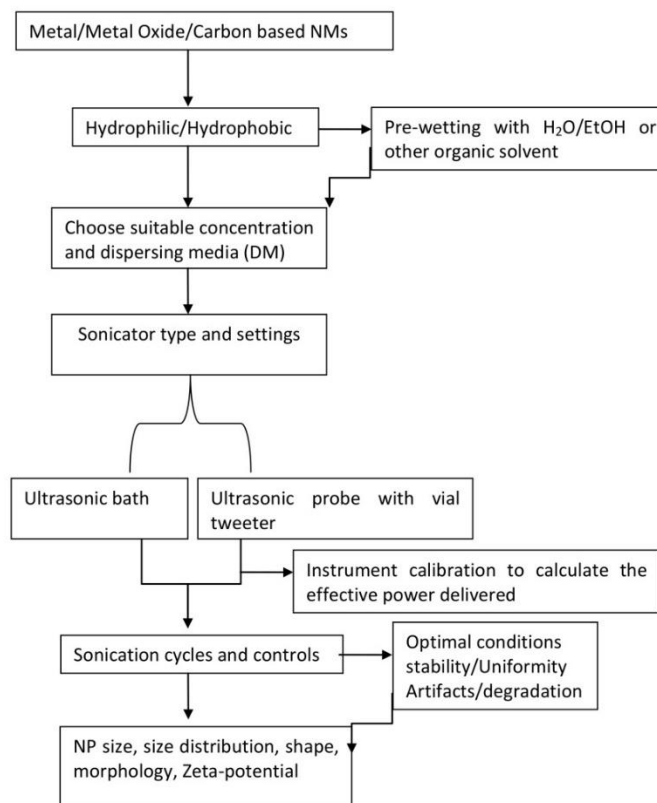 Metal/Metal Oxide/Carbon based NMs
Hydrophilic/Hydrophobic
Pre-wetting with H₂O/EtOH or
other organic solvent
Choose suitable concentration
and dispersing media (DM)
Sonicator type and settings
Ultrasonic bath
Ultrasonic probe with vial
tweeter
Instrument calibration to calculate the
effective power delivered
Sonication cycles and controls
Optimal conditions
stability/Uniformity
Artifacts/degradation
NP size, size distribution, shape,
morphology, Zeta-potential